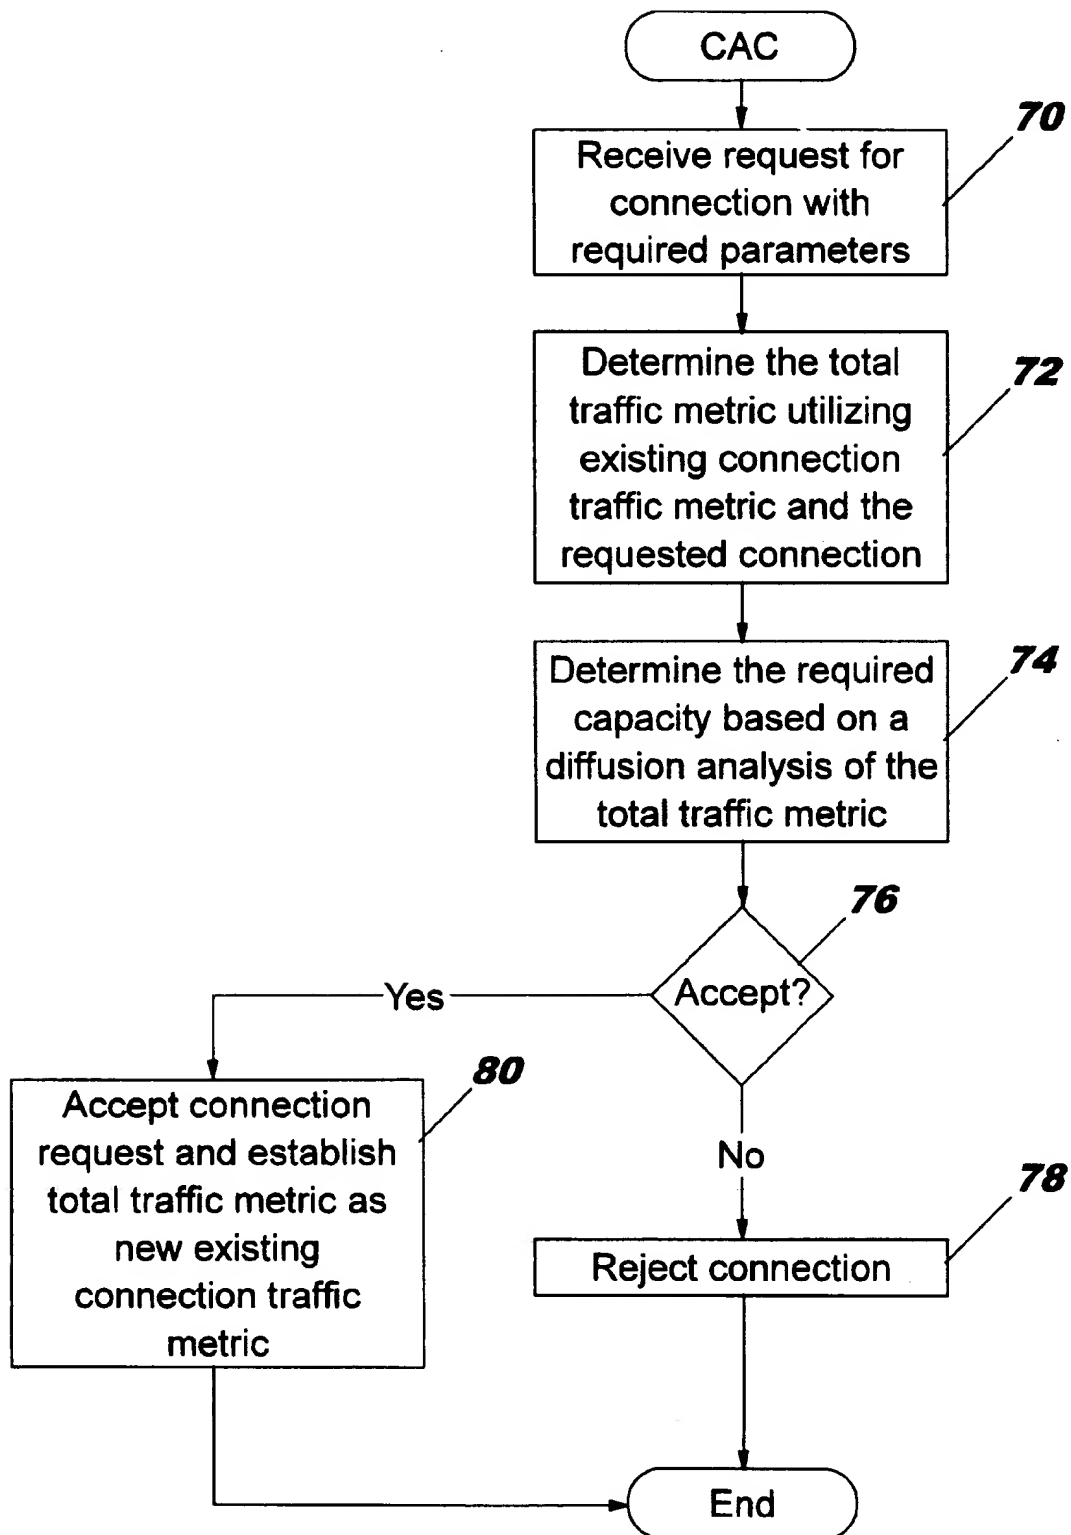 CAC
70
Receive request for
connection with
required parameters
72
Determine the total
traffic metric utilizing
existing connection
traffic metric and the
requested connection
74
Determine the required
capacity based on a
diffusion analysis of the
total traffic metric
76
Accept?
Yes
80
Accept connection
request and establish
total traffic metric as
new existing
connection traffic
metric
No
78
Reject connection
End